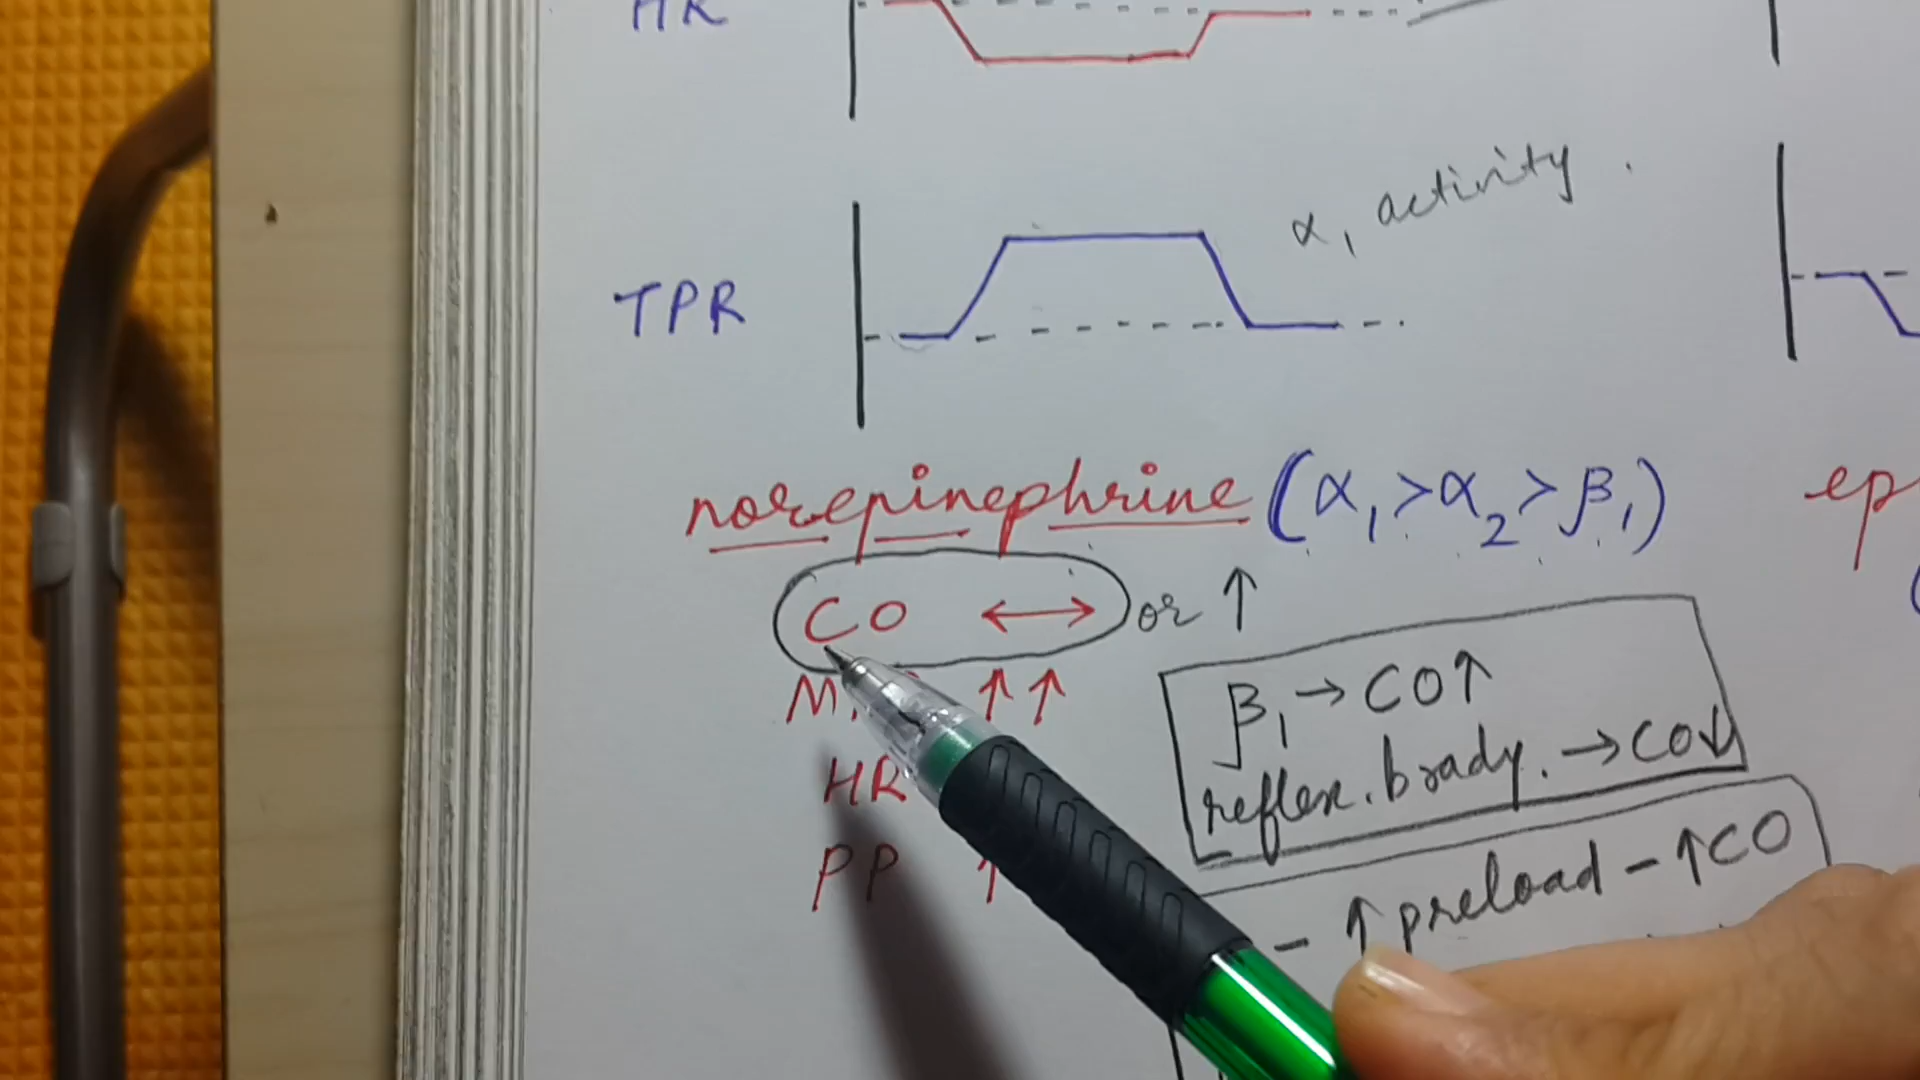 HR
α₁ activity.
TPR
norepinephrine (α₁>α₂>β₁)
ep
CO ↔ or ↑
↑↑
β₁ → CO↑
HR
reflex. brady. → CO↓
PP ↑
- ↑ preload - ↑CO